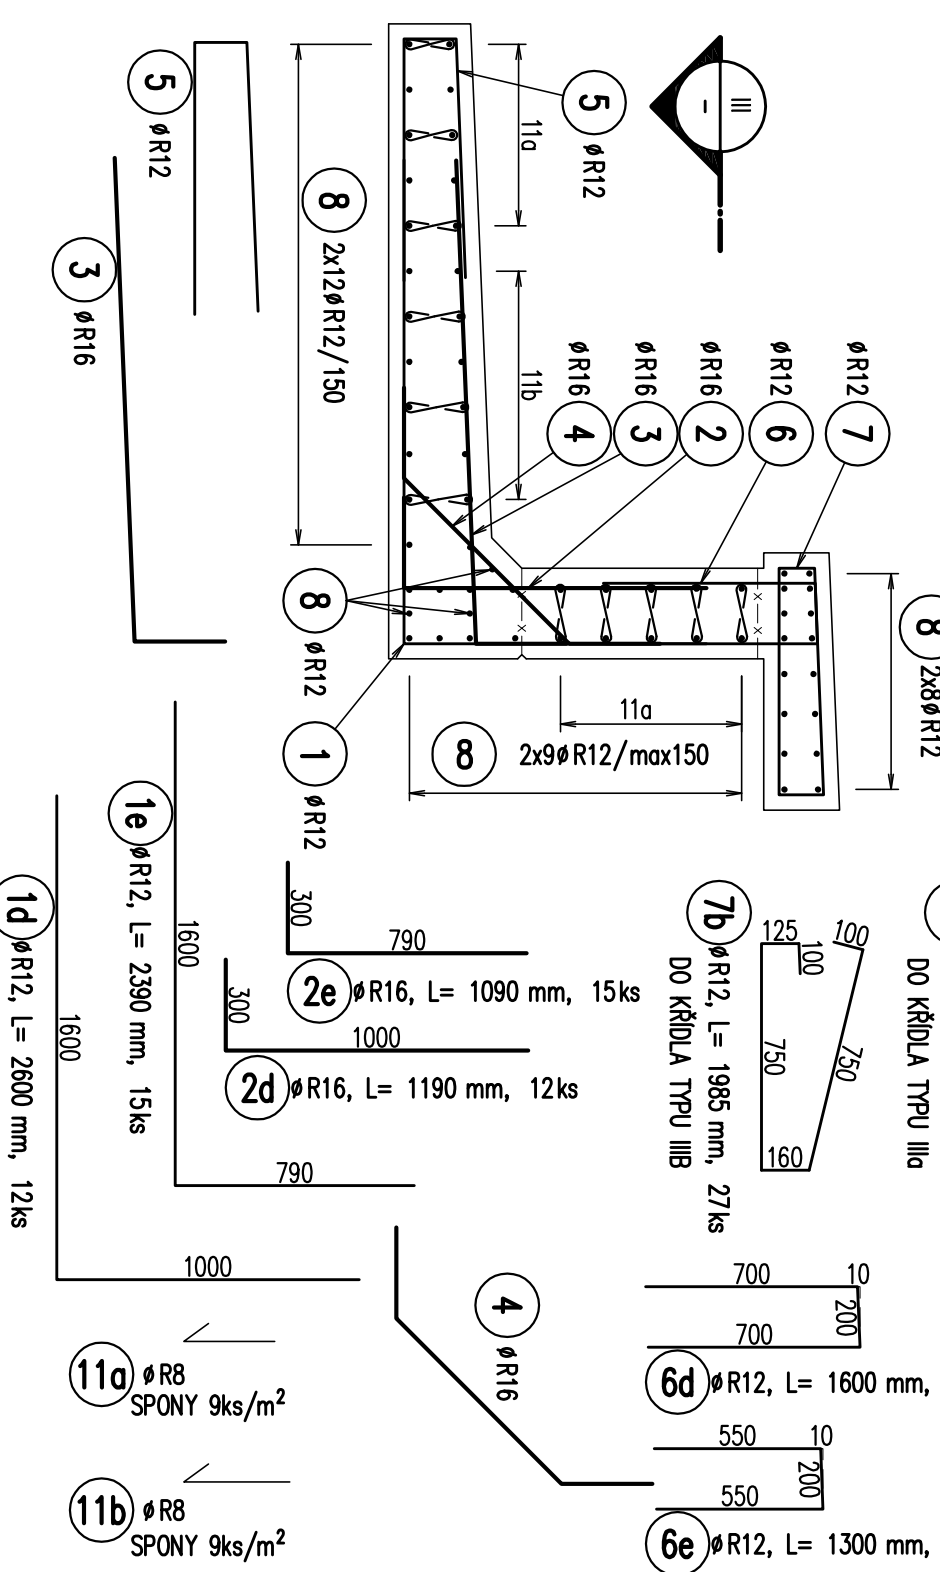 III
I
5
øR12
11a
8
2x12øR12/150
11b
5
øR12
3
øR16
øR16
4
øR16
3
øR16
2
øR12
6
øR12
7
8
øR12
1
øR12
8
2x8øR12
11a
8
2x9øR12/max150
1e
øR12, L= 2390 mm, 15ks
1600
790
1d
øR12, L= 2600 mm, 12ks
1600
1000
300
790
2e
øR16, L= 1090 mm, 15ks
300
1000
2d
øR16, L= 1190 mm, 12ks
7b
øR12, L= 1985 mm, 27ks
DO KŘÍDLA TYPU IIIB
125
100
100
750
750
160
DO KŘÍDLA TYPU IIIa
4
øR16
700
10
200
700
6d
øR12, L= 1600 mm,
550
10
200
550
6e
øR12, L= 1300 mm,
11a
øR8
SPONY 9ks/m²
11b
øR8
SPONY 9ks/m²